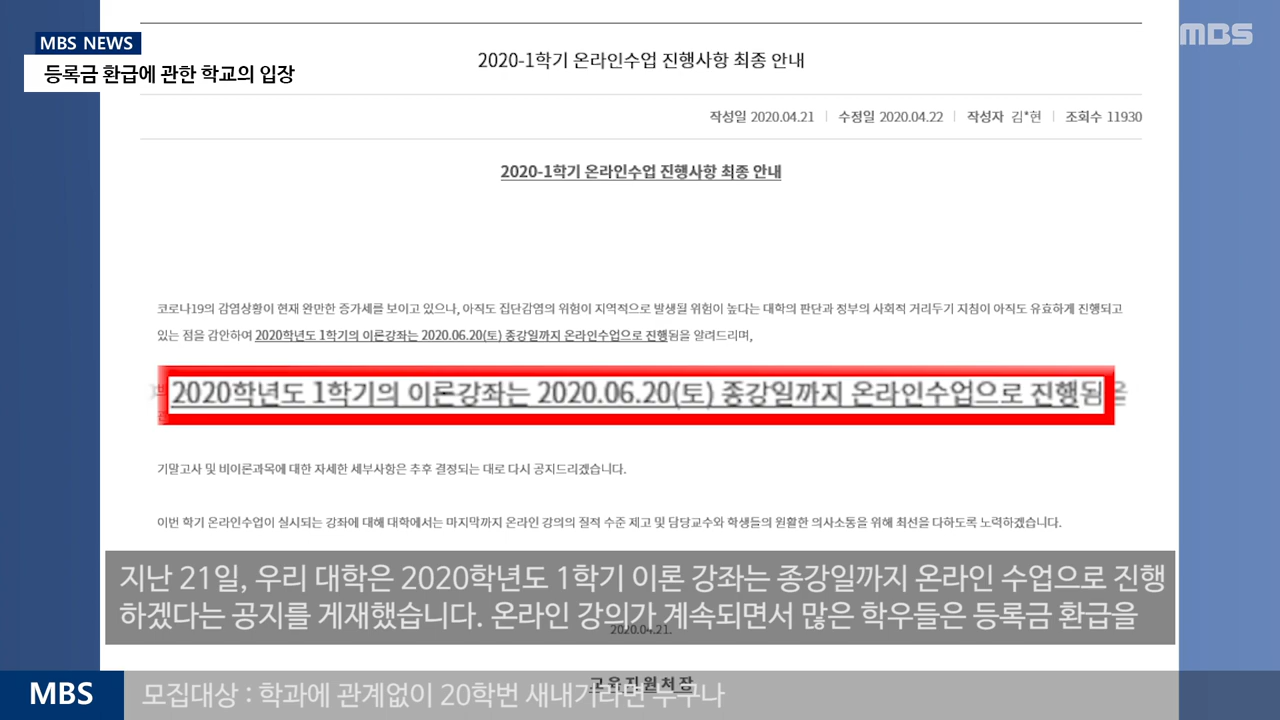 MBS NEWS
등록금 환급에 관한 학교의 입장
MBS
2020-1학기 온라인수업 진행사항 최종 안내
작성일 2020.04.21 수정일 2020.04.22 작성자 김*현 조회수 11930
2020-1학기 온라인수업 진행사항 최종 안내
코로나19의 감염상황이 현재 완만한 증가세를 보이고 있으나, 아직도 집단감염의 위험이 지역적으로 발생될 위험이 높다는 대학의 판단과 정부의 사회적 거리두기 지침이 아직도 유효하게 진행되고
있는 점을 감안하여 2020학년도 1학기의 이론강좌는 2020.06.20(토) 종강일까지 온라인수업으로 진행됨을 알려드리며,
2020학년도 1학기의 이론강좌는 2020.06.20(토) 종강일까지 온라인수업으로 진행됨
기말고사 및 비이론과목에 대한 자세한 세부사항은 추후 결정되는 대로 다시 공지드리겠습니다.
이번 학기 온라인수업이 실시되는 강좌에 대해 대학에서는 마지막까지 온라인 강의의 질적 수준 제고 및 담당교수와 학생들의 원활한 의사소통을 위해 최선을 다하도록 노력하겠습니다.
지난 21일, 우리 대학은 2020학년도 1학기 이론 강좌는 종강일까지 온라인 수업으로 진행
하겠다는 공지를 게재했습니다. 온라인 강의가 계속되면서 많은 학우들은 등록금 환급을
2020.04.21.
교육지원처장
MBS
모집대상 : 학과에 관계없이 20학번 새내기라면 누구나